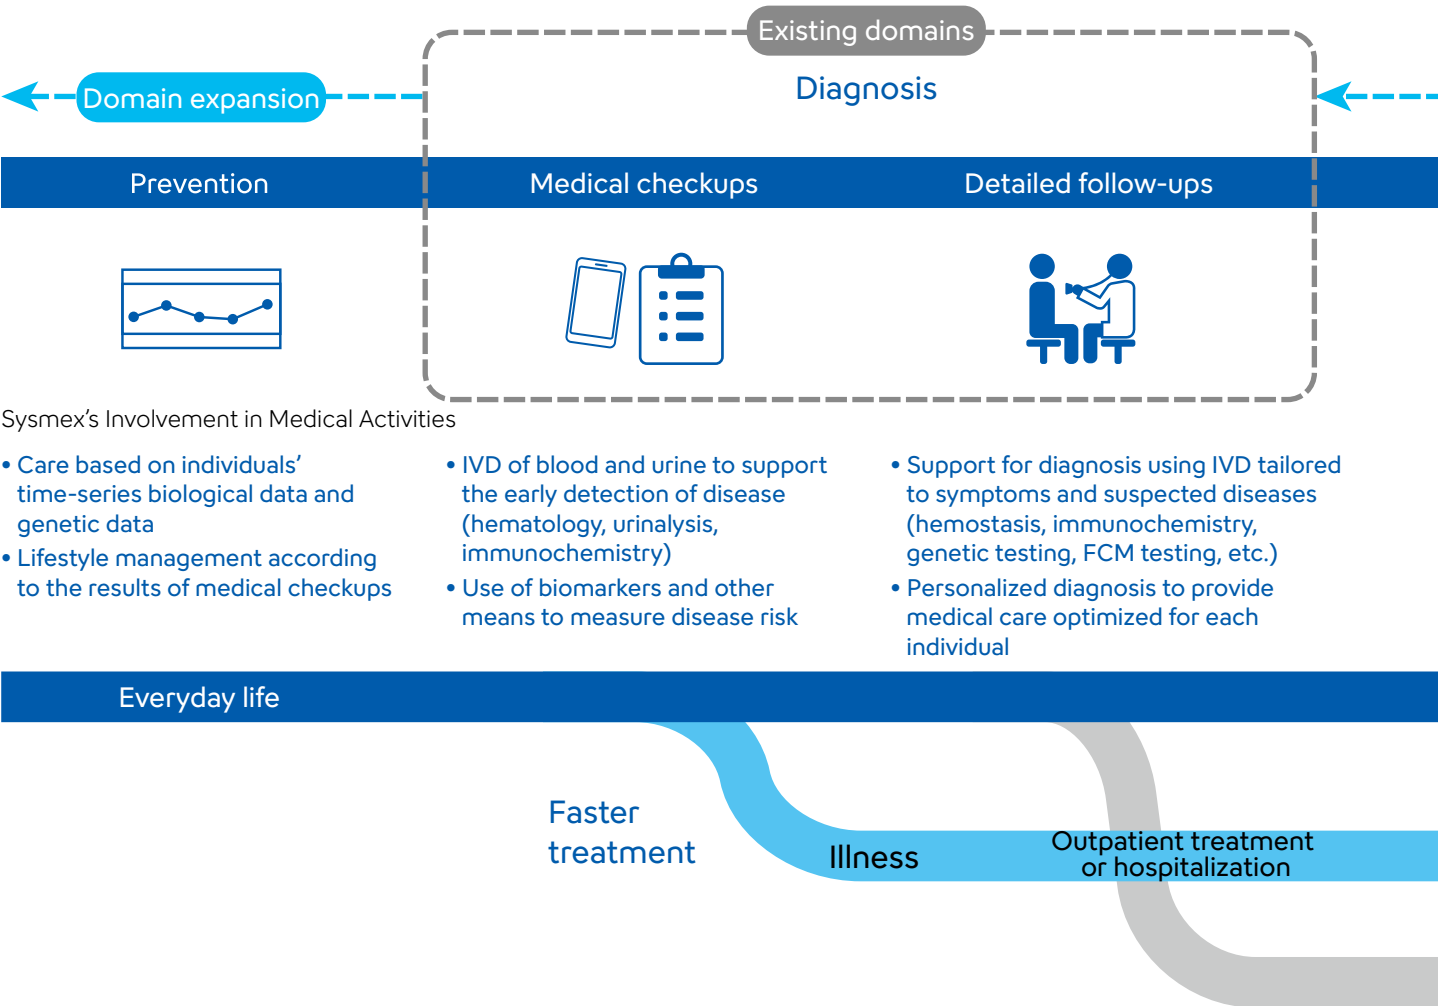 Existing domains
Domain expansion
Diagnosis
Prevention
Medical checkups
Detailed follow-ups
Sysmex’s Involvement in Medical Activities
• Care based on individuals’
time-series biological data and
genetic data
• Lifestyle management according
to the results of medical checkups
• IVD of blood and urine to support
the early detection of disease
(hematology, urinalysis,
immunochemistry)
• Use of biomarkers and other
means to measure disease risk
• Support for diagnosis using IVD tailored
to symptoms and suspected diseases
(hemostasis, immunochemistry,
genetic testing, FCM testing, etc.)
• Personalized diagnosis to provide
medical care optimized for each
individual
Everyday life
Faster
treatment
Illness
Outpatient treatment
or hospitalization